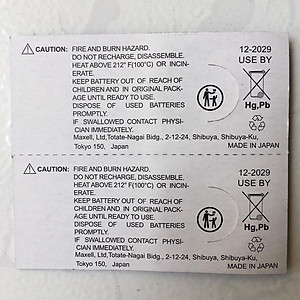 ⚠ CAUTION: FIRE AND BURN HAZARD. 12-2029
DO NOT RECHARGE, DISASSEMBLE. USE BY
HEAT ABOVE 212° F(100°C) OR INCIN-
ERATE.
KEEP BATTERY OUT OF REACH OF
CHILDREN AND IN ORIGINAL PACK-
AGE UNTIL READY TO USE.
DISPOSE OF USED BATTERIES Hg,Pb
PROMPTLY.
IF SWALLOWED CONTACT PHYSI-
CIAN IMMEDIATELY.
Maxell, Ltd,Totate-Nagai Bidg., 2-12-24, Shibuya, Shibuya-Ku,
Tokyo 150, Japan MADE IN JAPAN
⚠ CAUTION: FIRE AND BURN HAZARD. 12-2029
DO NOT RECHARGE, DISASSEMBLE. USE BY
HEAT ABOVE 212° F(100°C) OR INCIN-
ERATE.
KEEP BATTERY OUT OF REACH OF
CHILDREN AND IN ORIGINAL PACK-
AGE UNTIL READY TO USE.
DISPOSE OF USED BATTERIES Hg,Pb
PROMPTLY.
IF SWALLOWED CONTACT PHYSI-
CIAN IMMEDIATELY.
Maxell, Ltd,Totate-Nagai Bidg., 2-12-24, Shibuya, Shibuya-Ku,
Tokyo 150, Japan MADE IN JAPAN